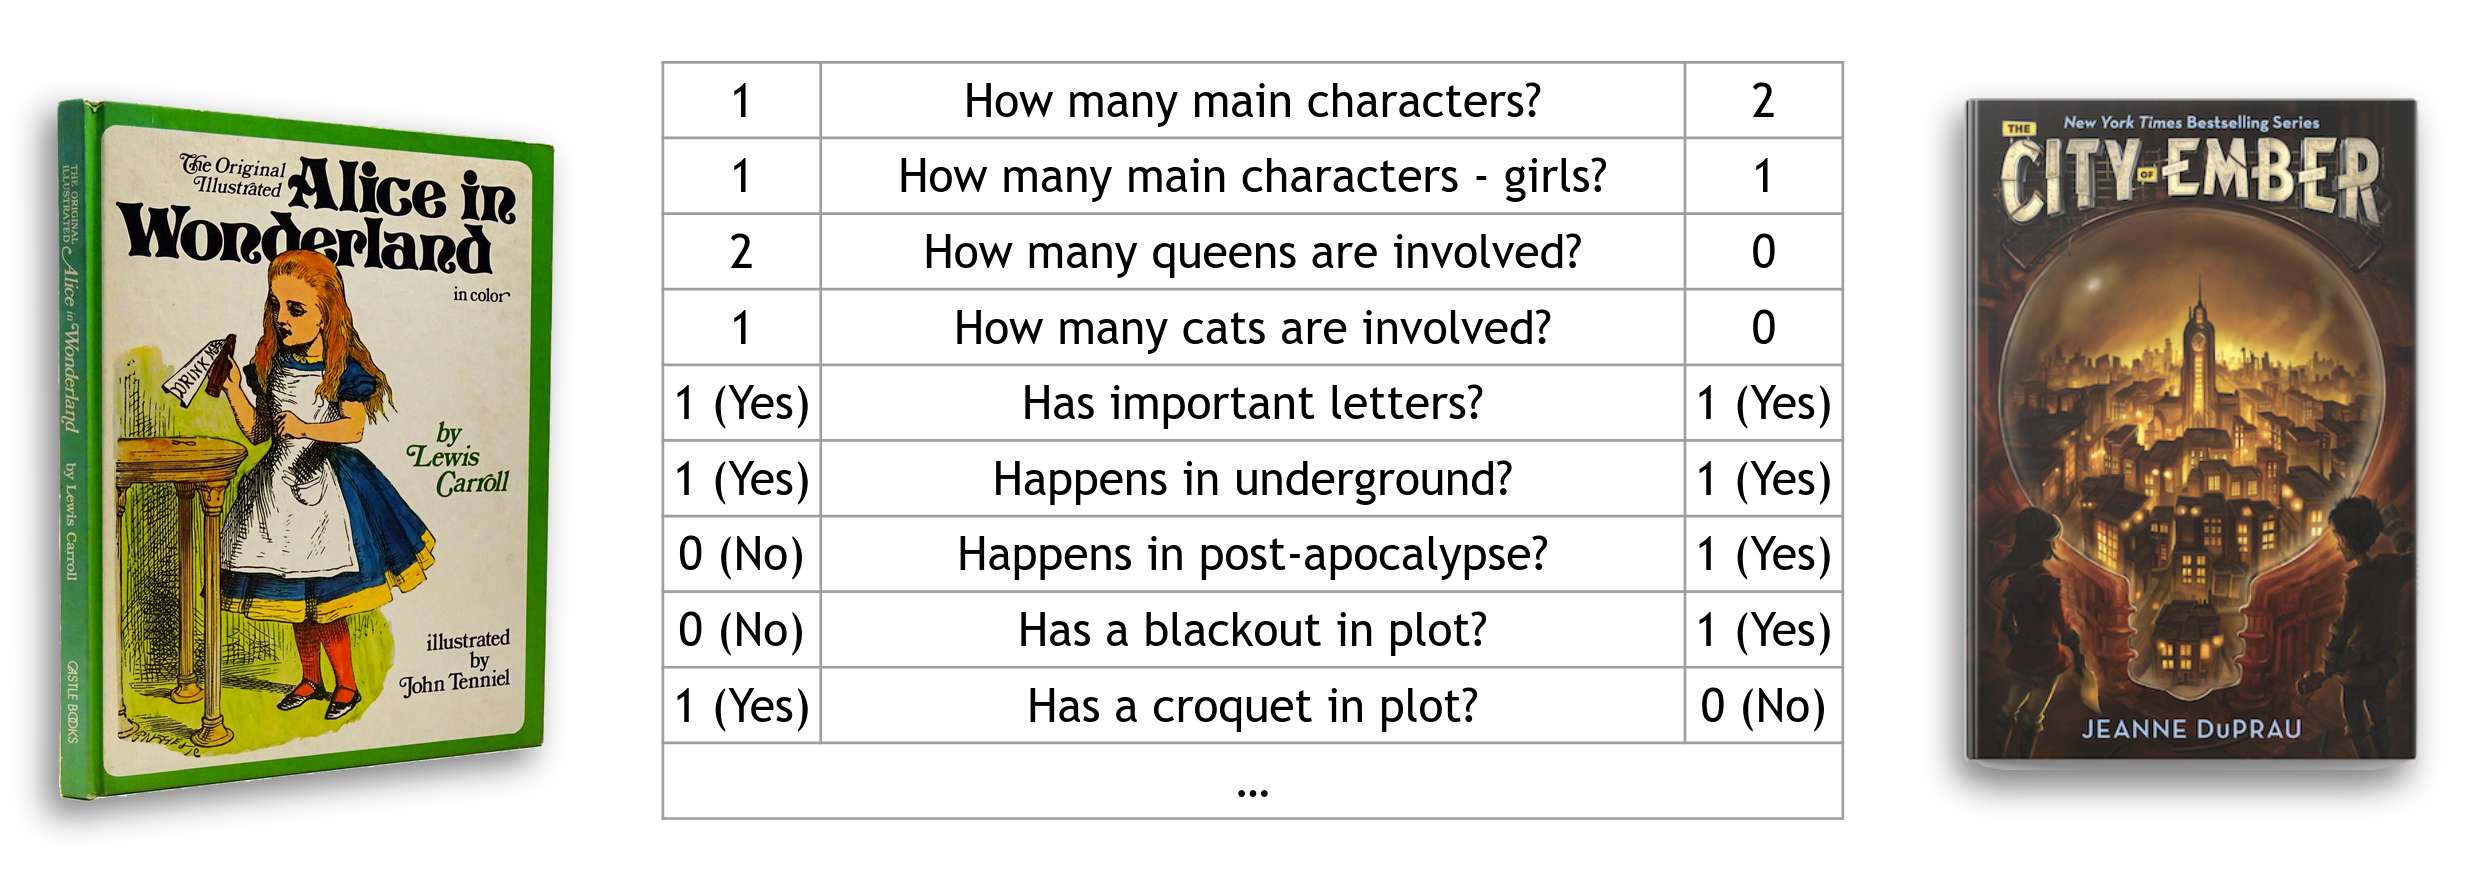 The Original
Illustrated
Alice in
Wonderland
in color
DRINK ME
by
Lewis
Carroll
illustrated
by
John Tenniel
THE ORIGINAL
ILLUSTRATED
Alice in Wonderland
by Lewis Carroll
CASTLE BOOKS
1 How many main characters? 2
1 How many main characters - girls? 1
2 How many queens are involved? 0
1 How many cats are involved? 0
1 (Yes) Has important letters? 1 (Yes)
1 (Yes) Happens in underground? 1 (Yes)
0 (No) Happens in post-apocalypse? 1 (Yes)
0 (No) Has a blackout in plot? 1 (Yes)
1 (Yes) Has a croquet in plot? 0 (No)
...
New York Times Bestselling Series
THE
CITY OF EMBER
JEANNE DUPRAU